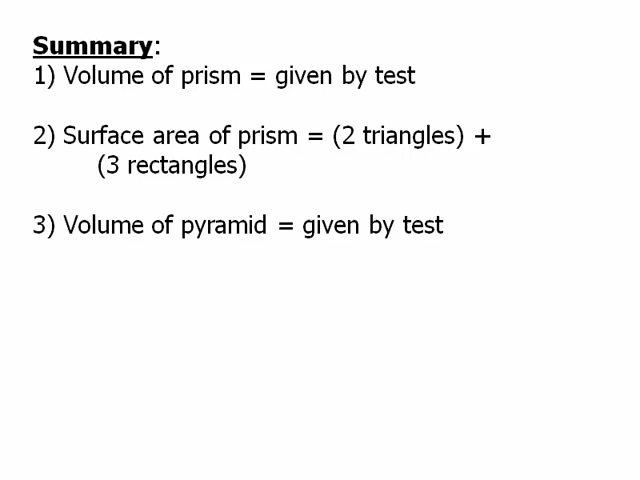 Summary:
1) Volume of prism = given by test
2) Surface area of prism = (2 triangles) +
(3 rectangles)
3) Volume of pyramid = given by test